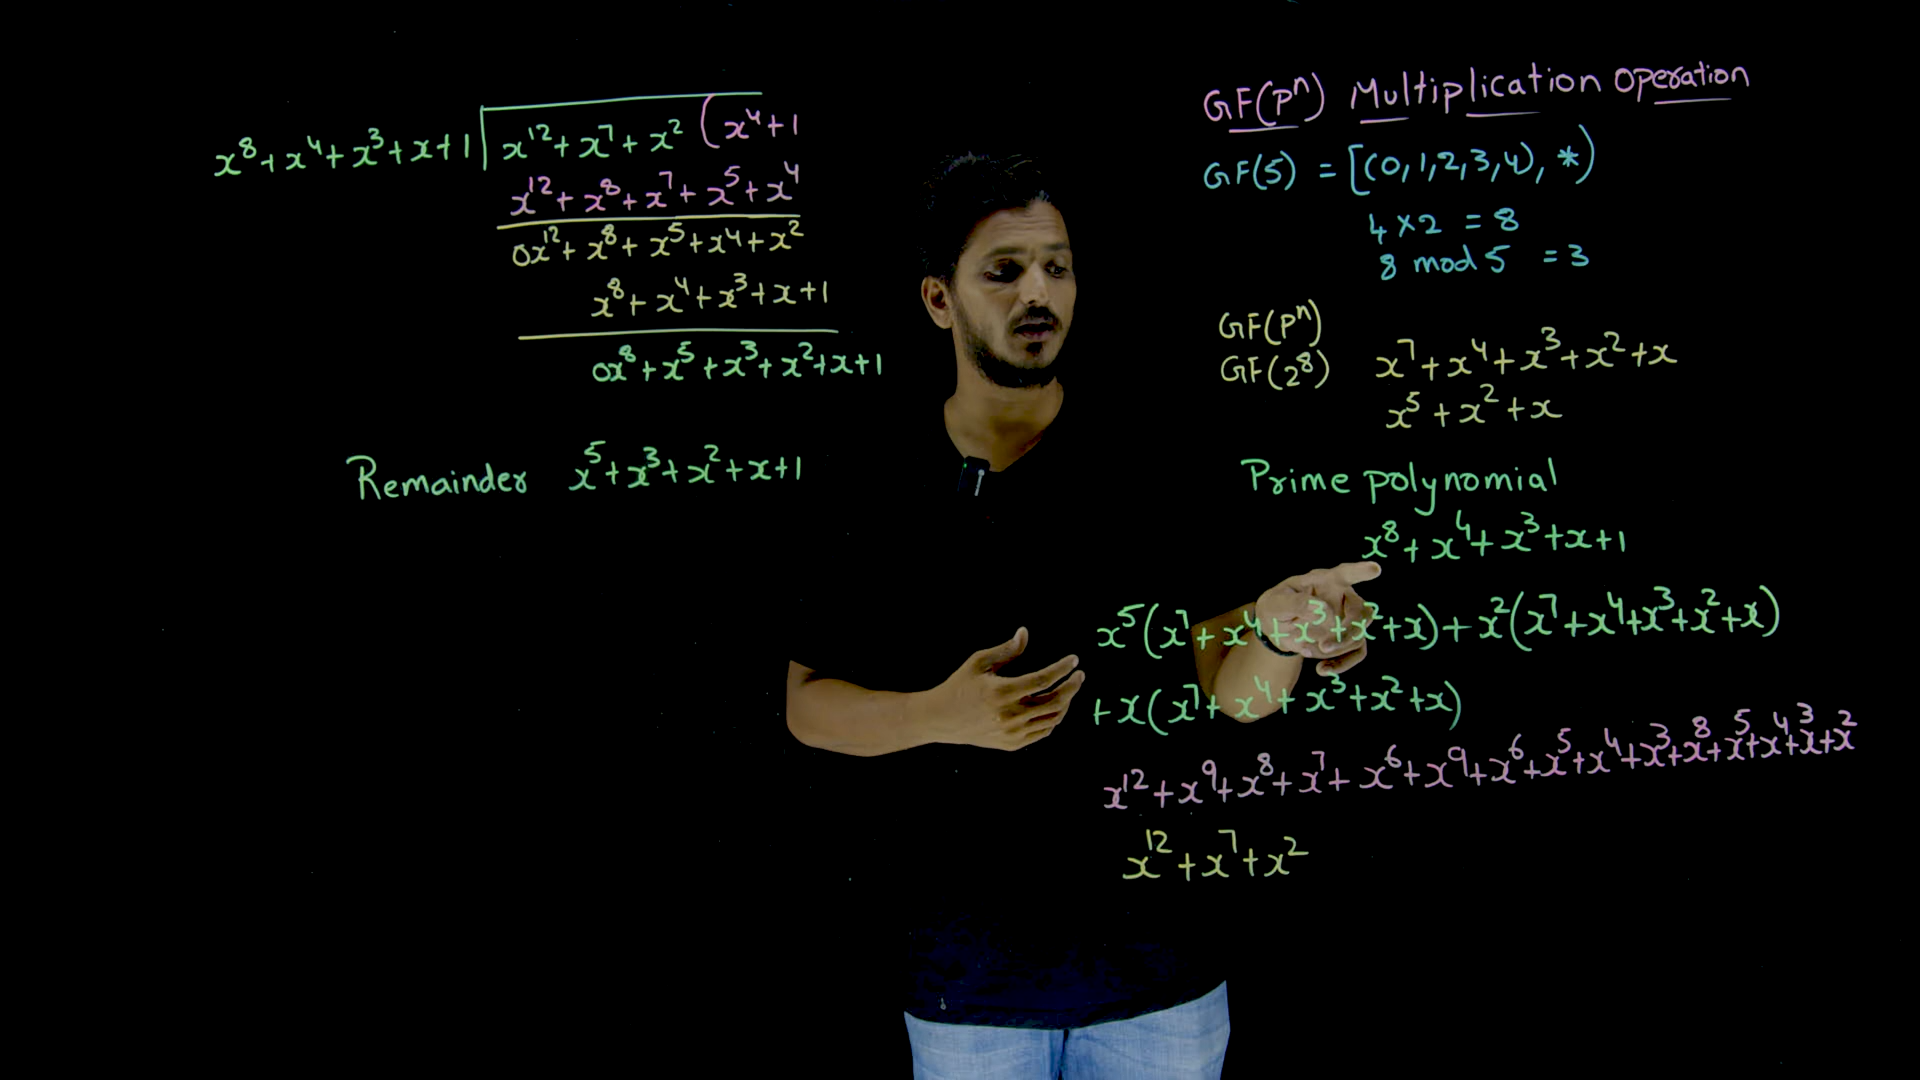 x⁸+x⁴+x³+x+1 x¹²+x⁷+x² (x⁴+1
x¹²+x⁸+x⁷+x⁵+x⁴
0x¹²+x⁸+x⁵+x⁴+x²
x⁸+x⁴+x³+x+1
0x⁸+x⁵+x³+x²+x+1
Remainder x⁵+x³+x²+x+1
GF(pⁿ) Multiplication Operation
GF(5) = [(0,1,2,3,4), *)
4 × 2 = 8
8 mod 5 = 3
GF(pⁿ)
GF(2⁸) x⁷+x⁴+x³+x²+x
x⁵+x²+x
Prime polynomial
x⁸+x⁴+x³+x+1
x⁵(x⁷+x⁴+x³+x²+x)+x²(x⁷+x⁴+x³+x²+x)
+x(x⁷+x⁴+x³+x²+x)
x¹²+x⁹+x⁸+x⁷+x⁶+x⁹+x⁶+x⁵+x⁴+x³+x⁸+x⁵+x⁴+x³+x²
x¹²+x⁷+x²